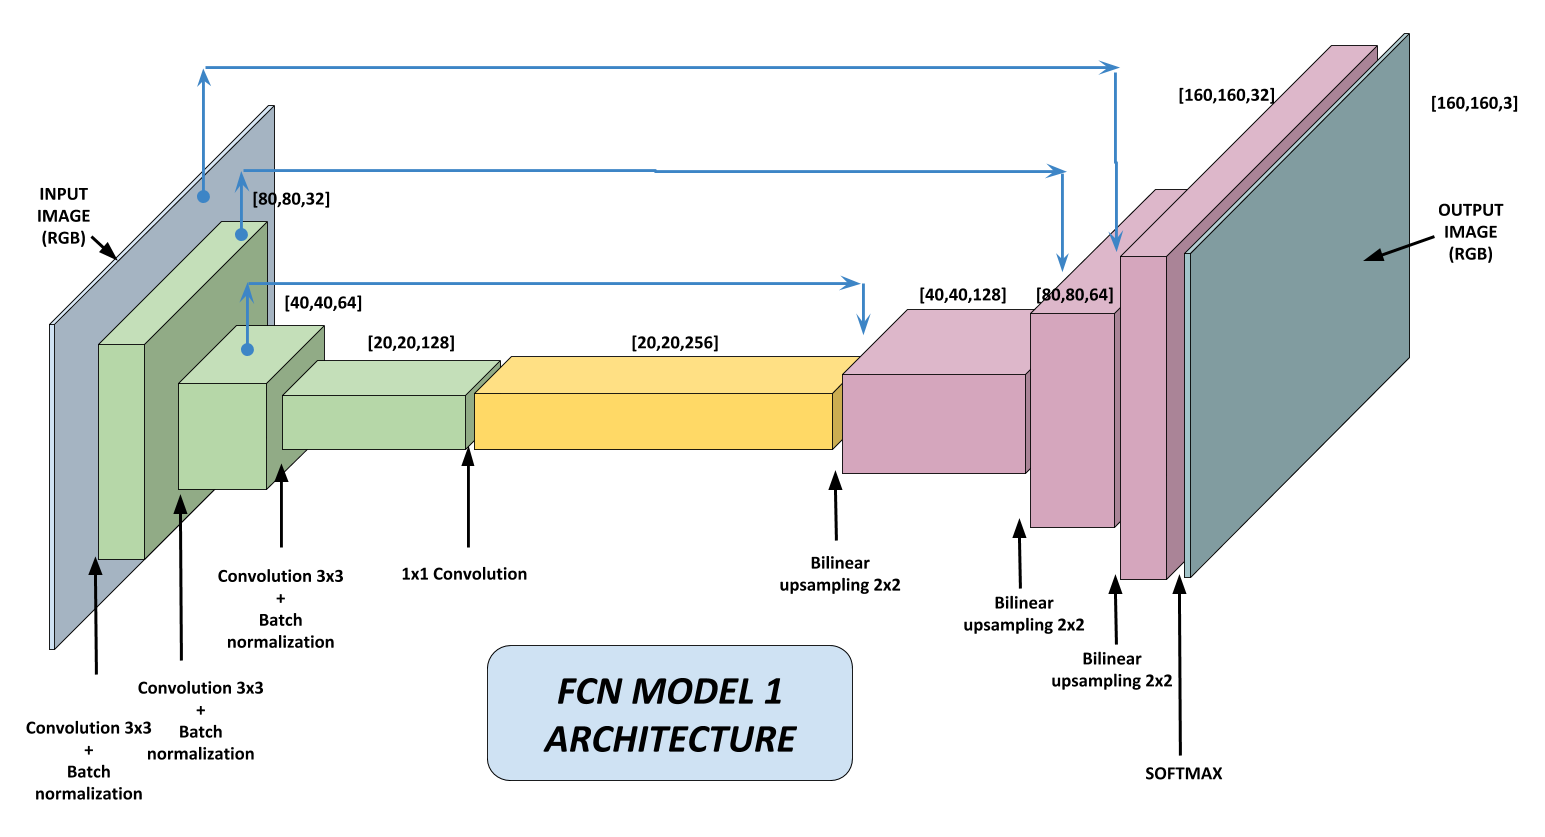 [160,160,32]
[160,160,3]
INPUT
IMAGE
(RGB)
[80,80,32]
OUTPUT
IMAGE
(RGB)
[40,40,64]
[40,40,128]
[80,80,64]
[20,20,128]
[20,20,256]
Convolution 3x3
+
Batch
normalization
1x1 Convolution
Bilinear
upsampling 2x2
Bilinear
upsampling 2x2
Bilinear
upsampling 2x2
Convolution 3x3
+
Batch
normalization
Convolution 3x3
+
Batch
normalization
FCN MODEL 1
ARCHITECTURE
SOFTMAX